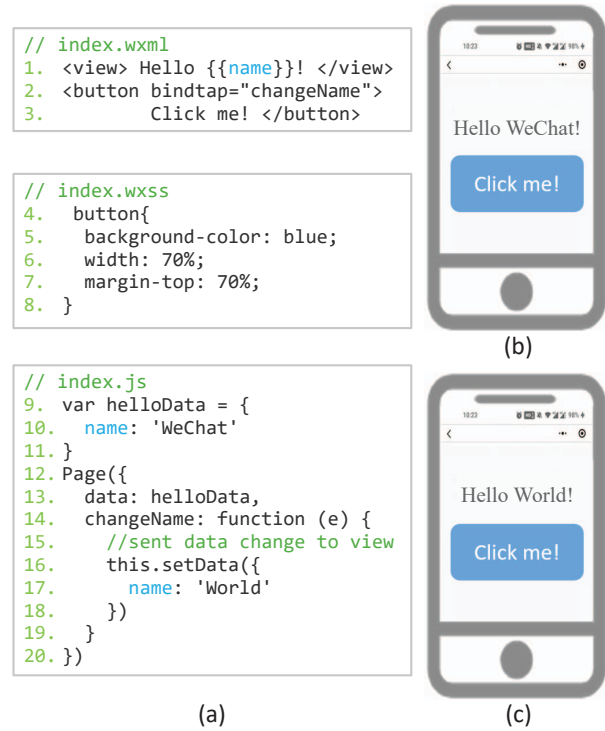 // index.wxml
1. <view> Hello {{name}}! </view>
2. <button bindtap="changeName">
3. Click me! </button>
// index.wxss
4. button{
5. background-color: blue;
6. width: 70%;
7. margin-top: 70%;
8. }
// index.js
9. var helloData = {
10. name: 'WeChat'
11. }
12. Page({
13. data: helloData,
14. changeName: function (e) {
15. //sent data change to view
16. this.setData({
17. name: 'World'
18. })
19. }
20. })
(a)
10:23
98%
Hello WeChat!
Click me!
(b)
10:23
98%
Hello World!
Click me!
(c)